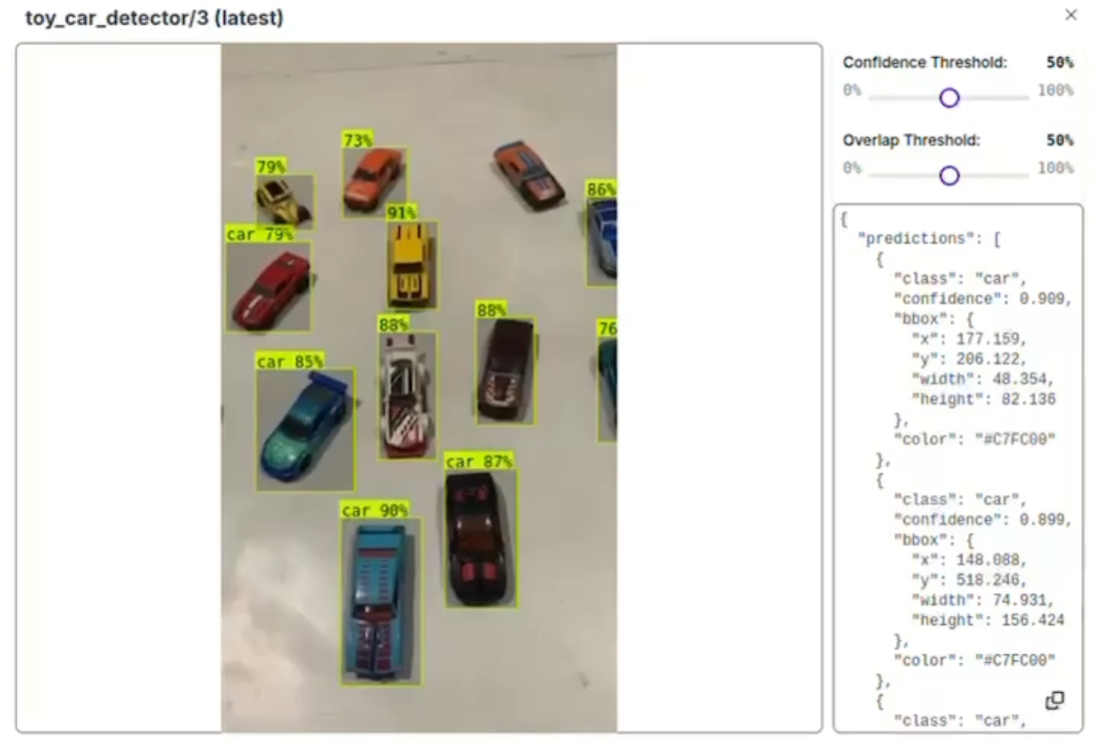 toy_car_detector/3 (latest)
73%
79%
86%
91%
car 79%
88%
88%
76
car 85%
car 87%
car 90%
Confidence Threshold: 50%
0% 100%
Overlap Threshold: 50%
0% 100%
{
"predictions": [
{
"class": "car",
"confidence": 0.909,
"bbox": {
"x": 177.159,
"y": 206.122,
"width": 48.354,
"height": 82.136
},
"color": "#C7FC00"
},
{
"class": "car",
"confidence": 0.899,
"bbox": {
"x": 148.088,
"y": 518.246,
"width": 74.931,
"height": 156.424
},
"color": "#C7FC00"
},
{
"class": "car",